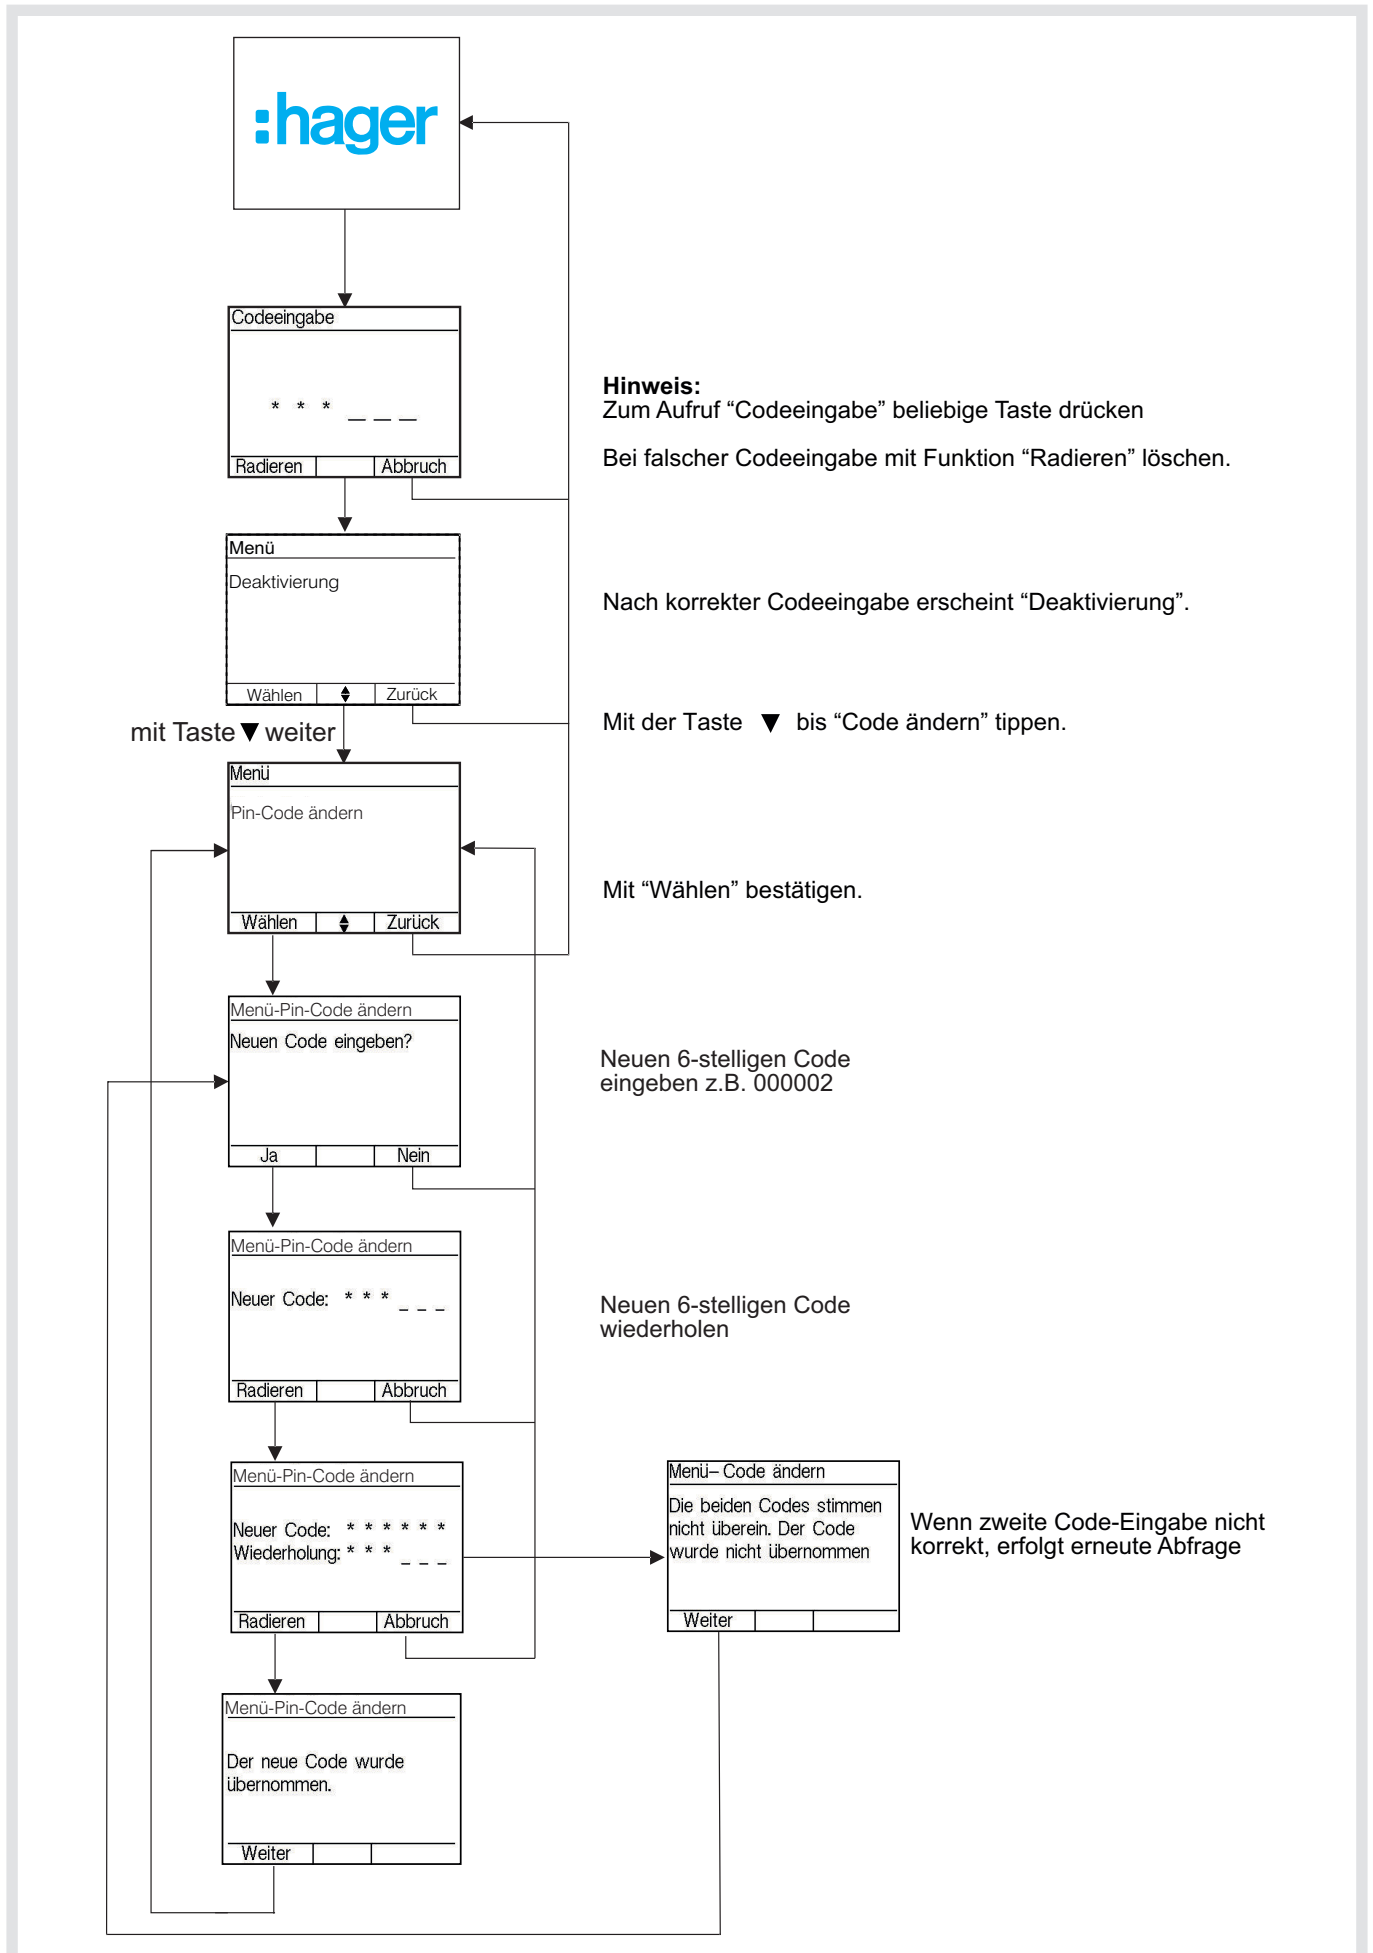 :hager
Codeeingabe
* * * _ _ _
Radieren Abbruch
Hinweis:
Zum Aufruf “Codeeingabe” beliebige Taste drücken
Bei falscher Codeeingabe mit Funktion “Radieren” löschen.
Menü
Deaktivierung
Wählen Zurück
Nach korrekter Codeeingabe erscheint “Deaktivierung”.
mit Taste ▼ weiter
Mit der Taste ▼ bis “Code ändern” tippen.
Menü
Pin-Code ändern
Wählen Zurück
Mit “Wählen” bestätigen.
Menü-Pin-Code ändern
Neuen Code eingeben?
Ja Nein
Neuen 6-stelligen Code
eingeben z.B. 000002
Menü-Pin-Code ändern
Neuer Code: * * * _ _ _
Radieren Abbruch
Neuen 6-stelligen Code
wiederholen
Menü-Pin-Code ändern
Neuer Code: * * * * * *
Wiederholung: * * * _ _ _
Radieren Abbruch
Menü– Code ändern
Die beiden Codes stimmen
nicht überein. Der Code
wurde nicht übernommen
Weiter
Wenn zweite Code-Eingabe nicht
korrekt, erfolgt erneute Abfrage
Menü-Pin-Code ändern
Der neue Code wurde
übernommen.
Weiter